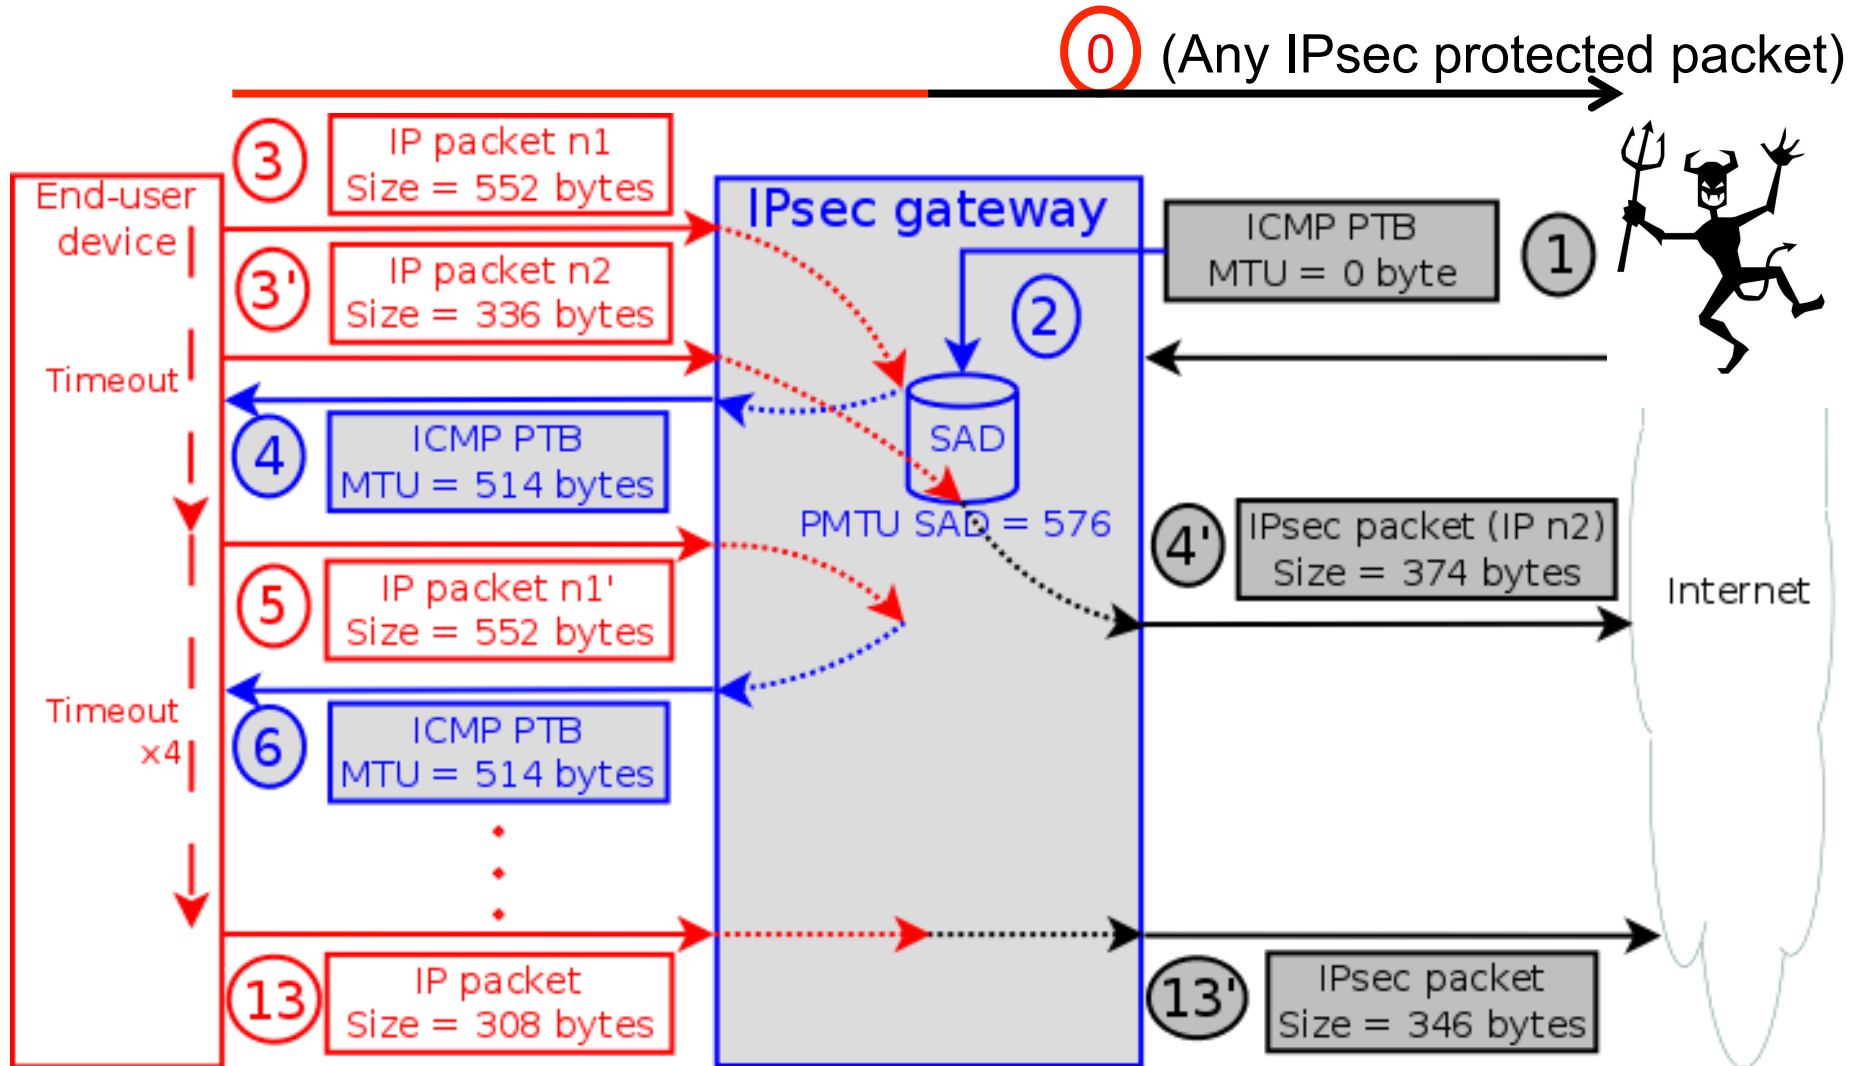 0 (Any IPsec protected packet)
3
IP packet n1
Size = 552 bytes
End-user
device
IPsec gateway
ICMP PTB
MTU = 0 byte
1
3'
IP packet n2
Size = 336 bytes
2
Timeout
4
ICMP PTB
MTU = 514 bytes
SAD
PMTU SAD = 576
4'
IPsec packet (IP n2)
Size = 374 bytes
Internet
5
IP packet n1'
Size = 552 bytes
Timeout
x4
6
ICMP PTB
MTU = 514 bytes
13
IP packet
Size = 308 bytes
13'
IPsec packet
Size = 346 bytes